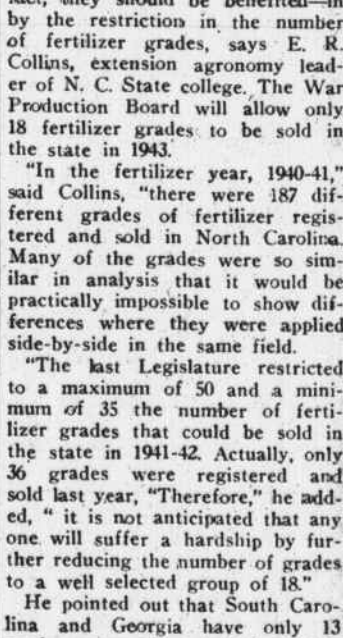 fact, they should be benefited—in
by the restriction in the number
of fertilizer grades, says E. R.
Collins, extension agronomy lead-
er of N. C. State college. The War
Production Board will allow only
18 fertilizer grades to be sold in
the state in 1943.
"In the fertilizer year, 1940-41,"
said Collins, "there were 187 dif-
ferent grades of fertilizer regis-
tered and sold in North Carolina.
Many of the grades were so sim-
ilar in analysis that it would be
practically impossible to show dif-
ferences where they were applied
side-by-side in the same field.
"The last Legislature restricted
to a maximum of 50 and a mini-
mum of 35 the number of ferti-
lizer grades that could be sold in
the state in 1941-42. Actually, only
36 grades were registered and
sold last year, "Therefore," he add-
ed, " it is not anticipated that any
one will suffer a hardship by fur-
ther reducing the number of grades
to a well selected group of 18."
He pointed out that South Caro-
lina and Georgia have only 13